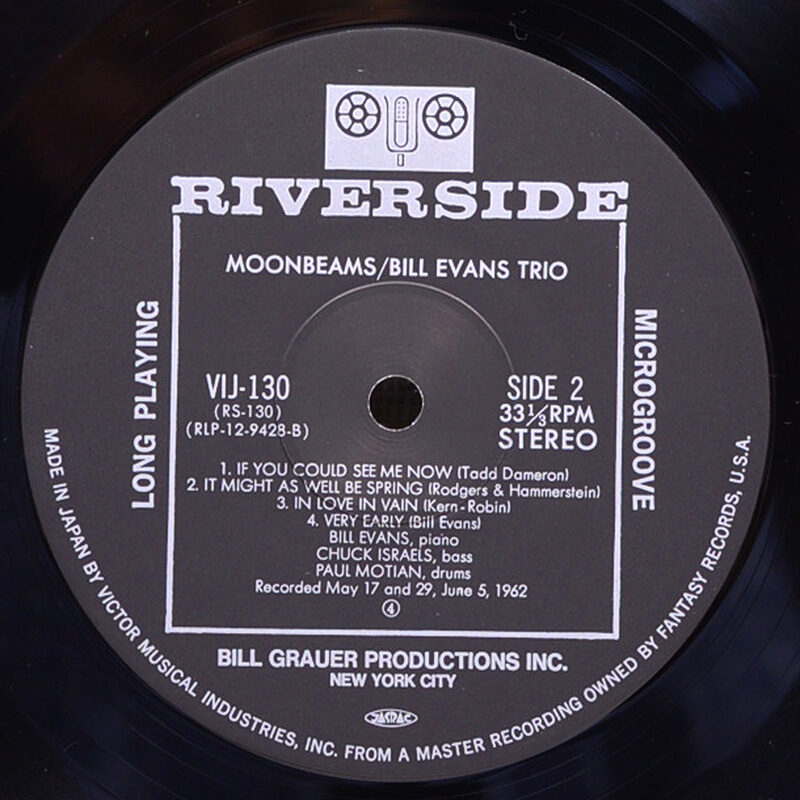 RIVERSIDE
MOONBEAMS/BILL EVANS TRIO
LONG PLAYING
MICROGROOVE
VIJ-130
(RS-130)
(RLP-12-9428-B)
SIDE 2
33⅓RPM
STEREO
1. IF YOU COULD SEE ME NOW (Tadd Dameron)
2. IT MIGHT AS WELL BE SPRING (Rodgers & Hammerstein)
3. IN LOVE IN VAIN (Kern-Robin)
4. VERY EARLY (Bill Evans)
BILL EVANS, piano
CHUCK ISRAELS, bass
PAUL MOTIAN, drums
Recorded May 17 and 29, June 5, 1962
④
BILL GRAUER PRODUCTIONS INC.
NEW YORK CITY
JASRAC
MADE IN JAPAN BY VICTOR MUSICAL INDUSTRIES, INC. FROM A MASTER RECORDING OWNED BY FANTASY RECORDS, U.S.A.